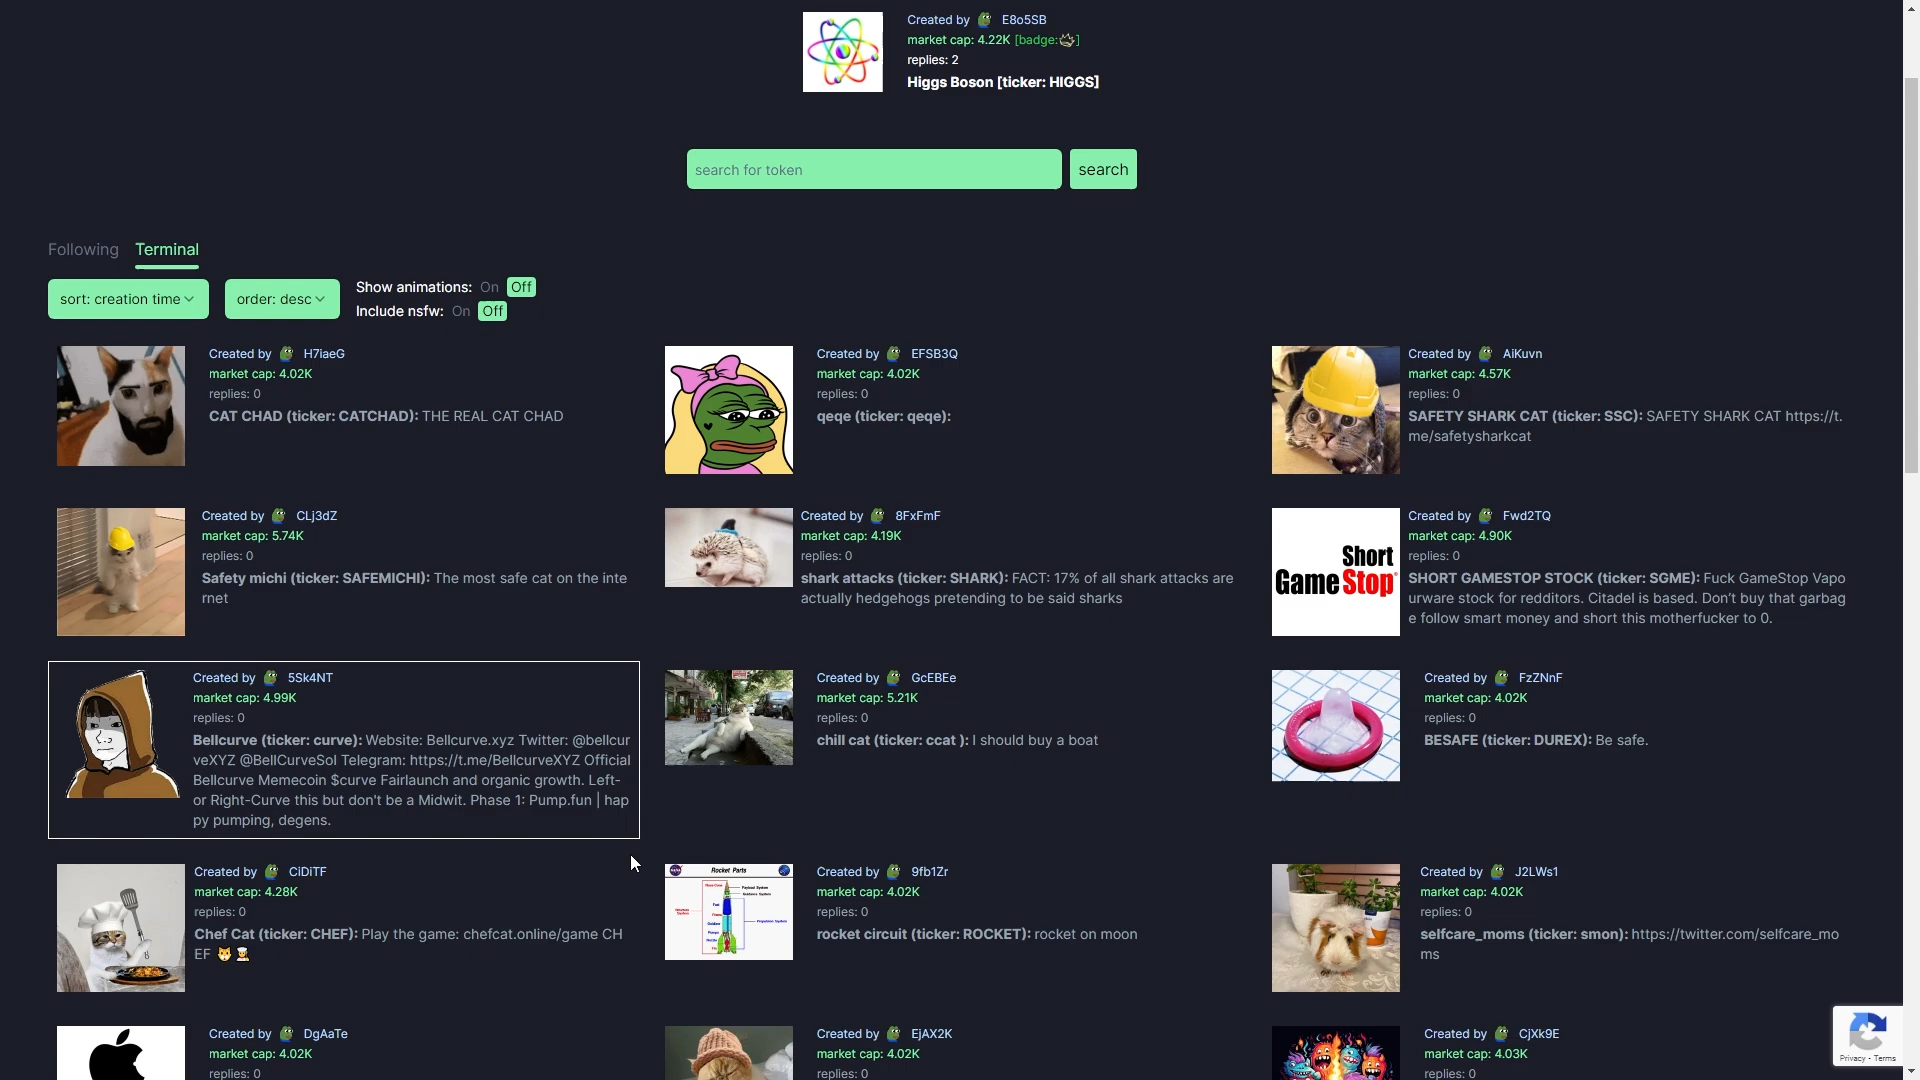 Created by E8o5SB
market cap: 4.22K [badge: ]
replies: 2
Higgs Boson [ticker: HIGGS]
search for token
search
Following Terminal
sort: creation time
order: desc
Show animations: On Off
Include nsfw: On Off
Created by H7iaeG
market cap: 4.02K
replies: 0
CAT CHAD (ticker: CATCHAD): THE REAL CAT CHAD
Created by EFSB3Q
market cap: 4.02K
replies: 0
qeqe (ticker: qeqe):
Created by AiKuvn
market cap: 4.57K
replies: 0
SAFETY SHARK CAT (ticker: SSC): SAFETY SHARK CAT https://t.
me/safetysharkcat
Created by CLj3dZ
market cap: 5.74K
replies: 0
Safety michi (ticker: SAFEMICHI): The most safe cat on the inte
rnet
Created by 8FxFmF
market cap: 4.19K
replies: 0
shark attacks (ticker: SHARK): FACT: 17% of all shark attacks are
actually hedgehogs pretending to be said sharks
Short
GameStop
Created by Fwd2TQ
market cap: 4.90K
replies: 0
SHORT GAMESTOP STOCK (ticker: SGME): Fuck GameStop Vapo
urware stock for redditors. Citadel is based. Don't buy that garbag
e follow smart money and short this motherfucker to 0.
Created by 5Sk4NT
market cap: 4.99K
replies: 0
Bellcurve (ticker: curve): Website: Bellcurve.xyz Twitter: @bellcur
veXYZ @BellCurveSol Telegram: https://t.me/BellcurveXYZ Official
Bellcurve Memecoin $curve Fairlaunch and organic growth. Left-
or Right-Curve this but don't be a Midwit. Phase 1: Pump.fun | hap
py pumping, degens.
Created by GcEBEe
market cap: 5.21K
replies: 0
chill cat (ticker: ccat ): I should buy a boat
Created by FzZNnF
market cap: 4.02K
replies: 0
BESAFE (ticker: DUREX): Be safe.
Created by CiDiTF
market cap: 4.28K
replies: 0
Chef Cat (ticker: CHEF): Play the game: chefcat.online/game CH
EF 🐱👨‍🍳
Rocket Parts
Created by 9fb1Zr
market cap: 4.02K
replies: 0
rocket circuit (ticker: ROCKET): rocket on moon
Created by J2LWs1
market cap: 4.02K
replies: 0
selfcare_moms (ticker: smon): https://twitter.com/selfcare_mo
ms
Created by DgAaTe
market cap: 4.02K
replies: 0
Created by EjAX2K
market cap: 4.02K
replies: 0
Created by CjXk9E
market cap: 4.03K
replies: 0
Privacy - Terms